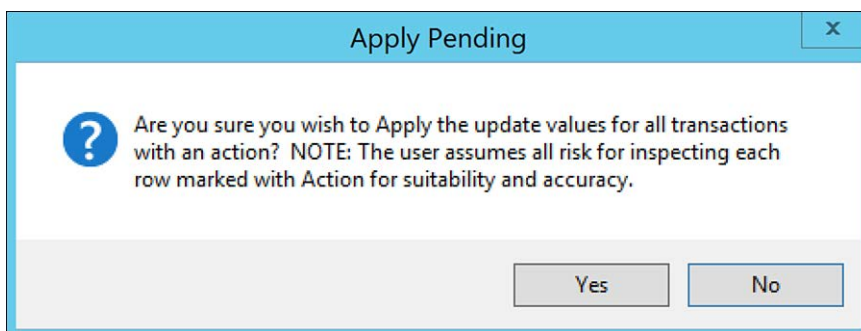 Apply Pending
x
Are you sure you wish to Apply the update values for all transactions
with an action?  NOTE: The user assumes all risk for inspecting each
row marked with Action for suitability and accuracy.
Yes No